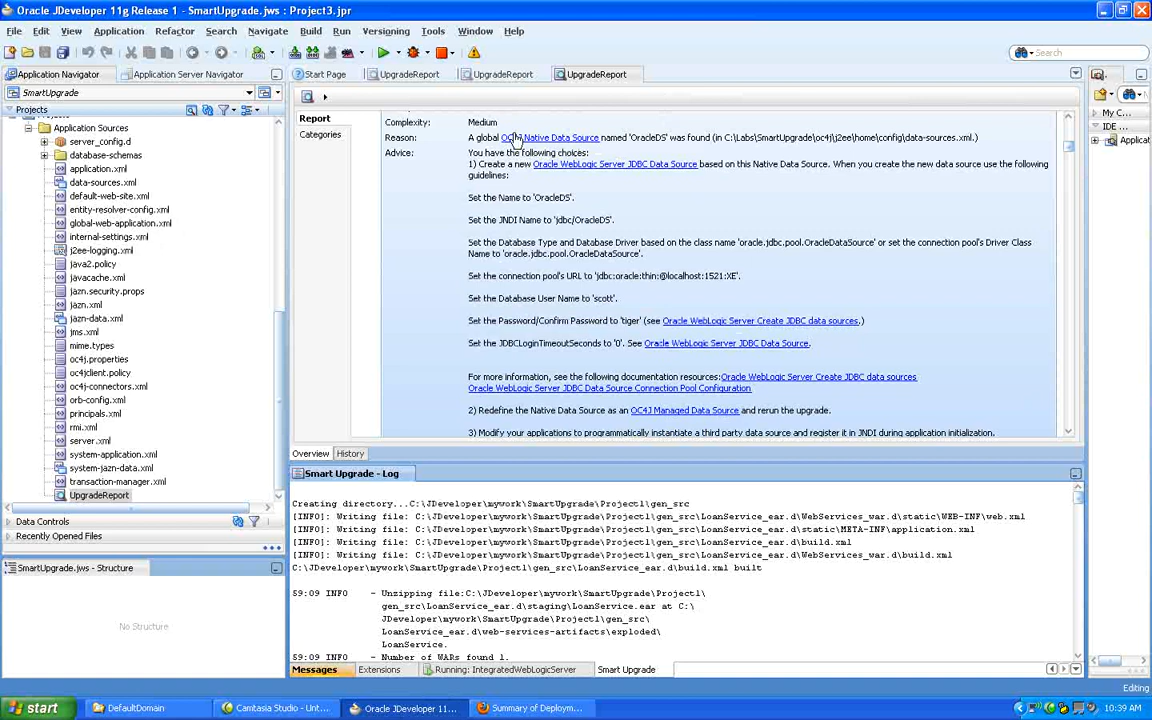 Oracle JDeveloper 11g Release 1 - SmartUpgrade.jws : Project3.jpr
File Edit View Application Refactor Search Navigate Build Run Versioning Tools Window Help
Search
Application Navigator
Application Server Navigator
Start Page
UpgradeReport
UpgradeReport
UpgradeReport
SmartUpgrade
Projects
Application Sources
server_config.d
database-schemas
application.xml
data-sources.xml
default-web-site.xml
entity-resolver-config.xml
global-web-application.xml
internal-settings.xml
j2ee-logging.xml
java2.policy
javacache.xml
jazn.security.props
jazn.xml
jazn-data.xml
jms.xml
mime.types
oc4j.properties
oc4jclient.policy
oc4j-connectors.xml
orb-config.xml
principals.xml
rmi.xml
server.xml
system-application.xml
system-jazn-data.xml
transaction-manager.xml
UpgradeReport
Data Controls
Recently Opened Files
SmartUpgrade.jws - Structure
No Structure
Report
Categories
Complexity: Medium
Reason: A global OC4J Native Data Source named 'OracleDS' was found (in C:\Labs\SmartUpgrade\oc4j\j2ee\home\config\data-sources.xml.)
Advice: You have the following choices:
1) Create a new Oracle WebLogic Server JDBC Data Source based on this Native Data Source. When you create the new data source use the following
guidelines:
Set the Name to 'OracleDS'.
Set the JNDI Name to 'jdbc/OracleDS'.
Set the Database Type and Database Driver based on the class name 'oracle.jdbc.pool.OracleDataSource' or set the connection pool's Driver Class
Name to 'oracle.jdbc.pool.OracleDataSource'.
Set the connection pool's URL to 'jdbc:oracle:thin:@localhost:1521:XE'.
Set the Database User Name to 'scott'.
Set the Password/Confirm Password to 'tiger' (see Oracle WebLogic Server Create JDBC data sources.)
Set the JDBCLoginTimeoutSeconds to '0'. See Oracle WebLogic Server JDBC Data Source.
For more information, see the following documentation resources:Oracle WebLogic Server Create JDBC data sources
Oracle WebLogic Server JDBC Data Source Connection Pool Configuration
2) Redefine the Native Data Source as an OC4J Managed Data Source and rerun the upgrade.
3) Modify your applications to programmatically instantiate a third party data source and register it in JNDI during application initialization.
Overview History
Smart Upgrade - Log
Creating directory...C:\JDeveloper\mywork\SmartUpgrade\Project1\gen_src
[INFO]: Writing file: C:\JDeveloper\mywork\SmartUpgrade\Project1\gen_src\LoanService_ear.d\WebServices_war.d\static\WEB-INF\web.xml
[INFO]: Writing file: C:\JDeveloper\mywork\SmartUpgrade\Project1\gen_src\LoanService_ear.d\static\META-INF\application.xml
[INFO]: Writing file: C:\JDeveloper\mywork\SmartUpgrade\Project1\gen_src\LoanService_ear.d\build.xml
[INFO]: Writing file: C:\JDeveloper\mywork\SmartUpgrade\Project1\gen_src\LoanService_ear.d\WebServices_war.d\build.xml
C:\JDeveloper\mywork\SmartUpgrade\Project1\gen_src\LoanService_ear.d\build.xml built
59:09 INFO - Unzipping file:C:\JDeveloper\mywork\SmartUpgrade\Project1\
gen_src\LoanService_ear.d\staging\LoanService.ear at C:\
JDeveloper\mywork\SmartUpgrade\Project1\gen_src\
LoanService_ear.d\web-services-artifacts\exploded\
LoanService.
59:09 INFO - Number of WARs found 1.
Messages Extensions Running: IntegratedWebLogicServer Smart Upgrade
My C...
IDE ...
Applicat
Editing
start
DefaultDomain
Camtasia Studio - Unt...
Oracle JDeveloper 11...
Summary of Deploym...
10:39 AM